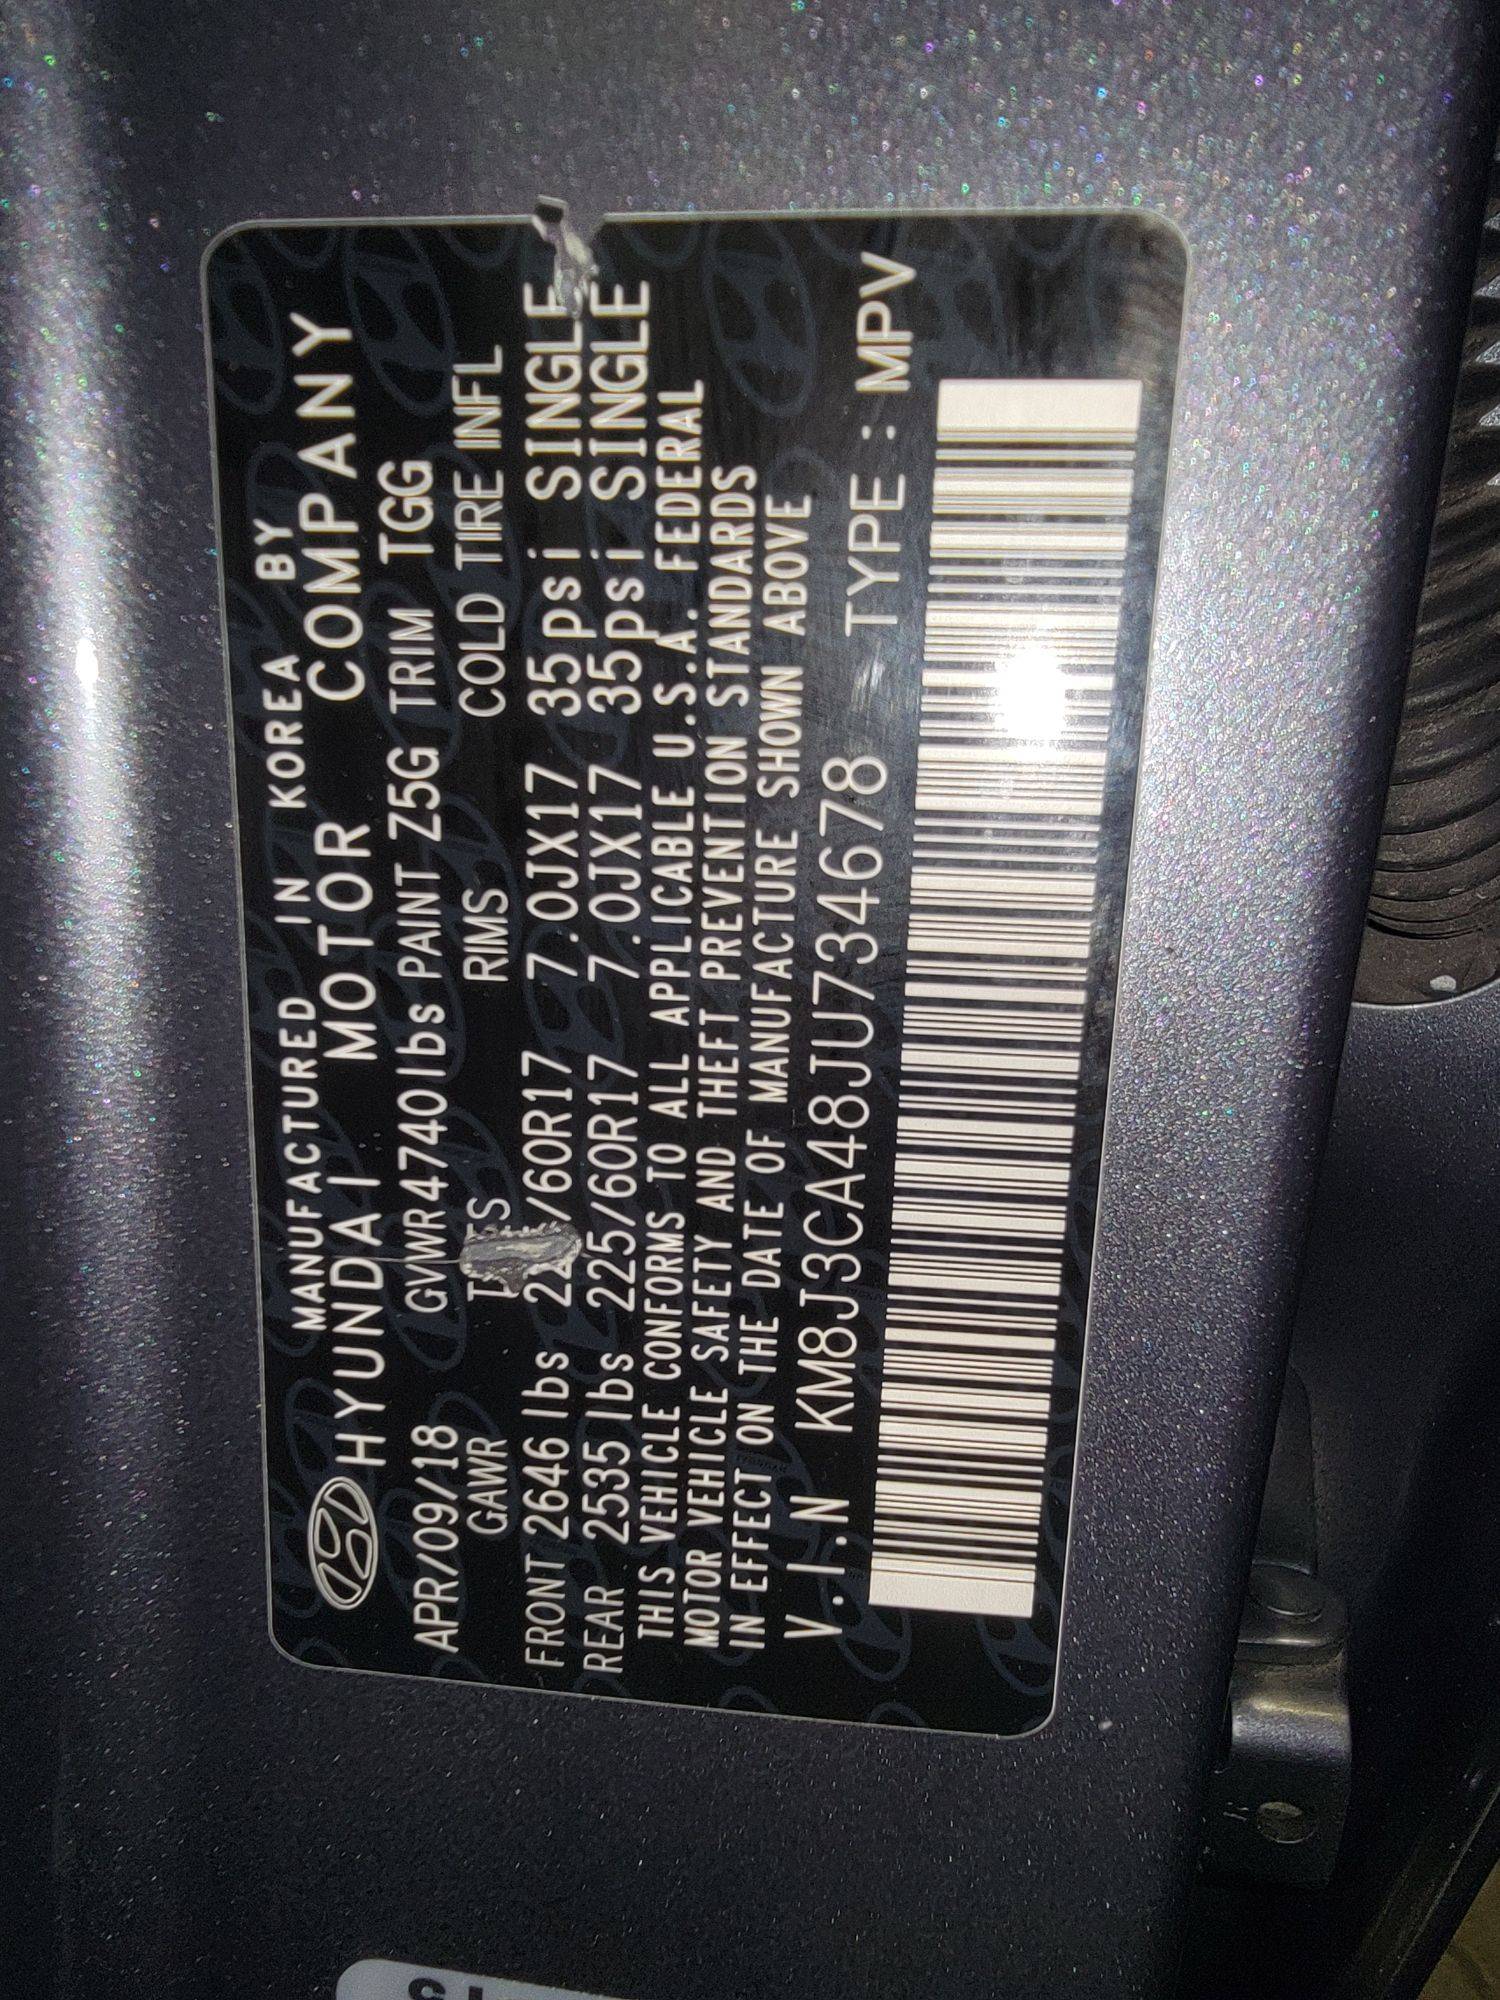 MANUFACTURED IN KOREA BY
HYUNDAI MOTOR COMPANY
APR/09/18 GVWR4740lbs PAINT Z5G TRIM TGG
GAWR RIMS COLD TIRE INFL
FRONT 2646 lbs /60R17 7.0JX17 35psi SINGLE
REAR 2535 lbs 225/60R17 7.0JX17 35psi SINGLE
THIS VEHICLE CONFORMS TO ALL APPLICABLE U.S.A. FEDERAL
MOTOR VEHICLE SAFETY AND THEFT PREVENTION STANDARDS
IN EFFECT ON THE DATE OF MANUFACTURE SHOWN ABOVE
V.I.N KM8J3CA48JU734678 TYPE : MPV